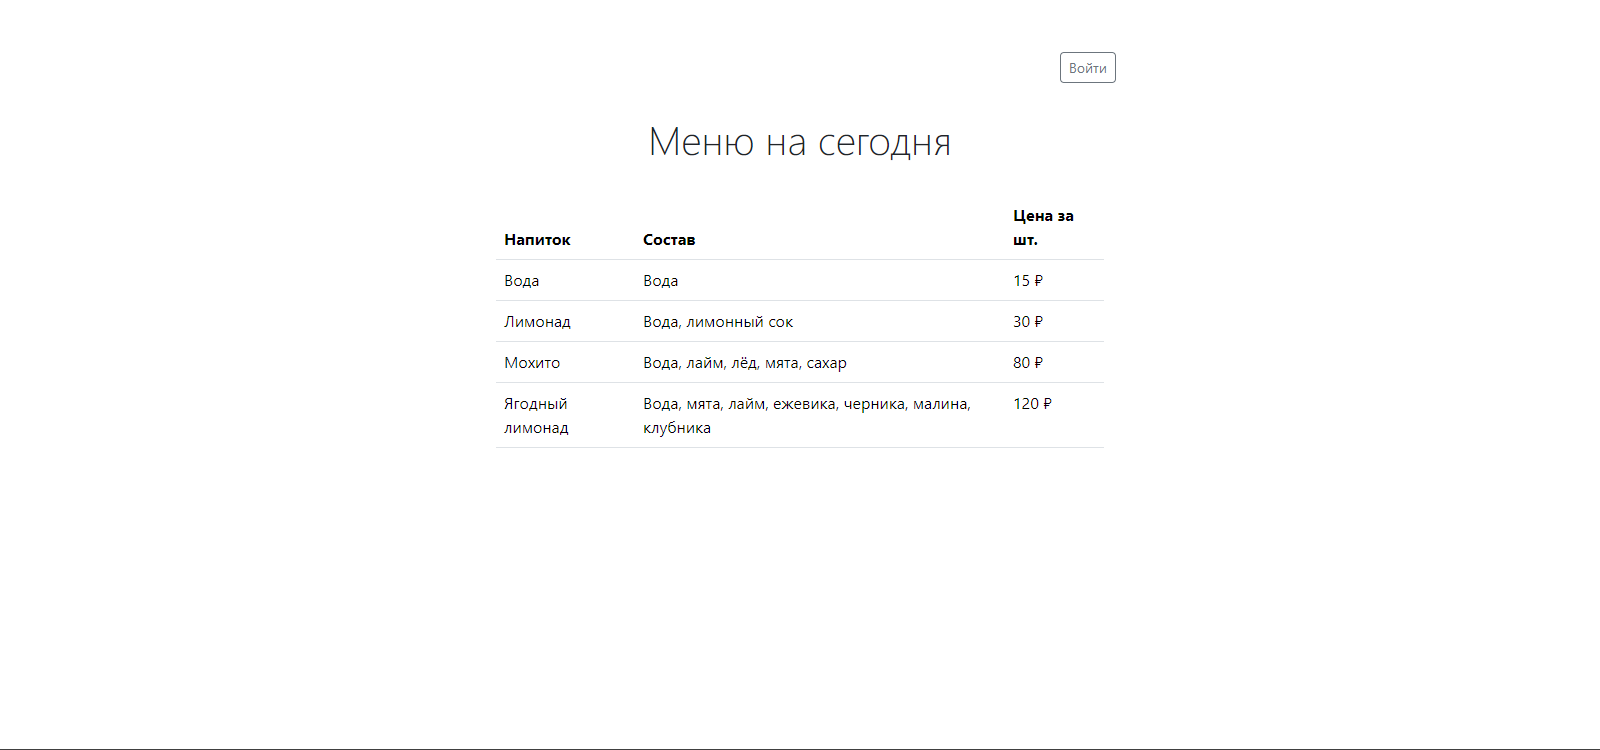 Войти
Меню на сегодня
Напиток Состав Цена за
шт.
Вода Вода 15 ₽
Лимонад Вода, лимонный сок 30 ₽
Мохито Вода, лайм, лёд, мята, сахар 80 ₽
Ягодный Вода, мята, лайм, ежевика, черника, малина, 120 ₽
лимонад клубника